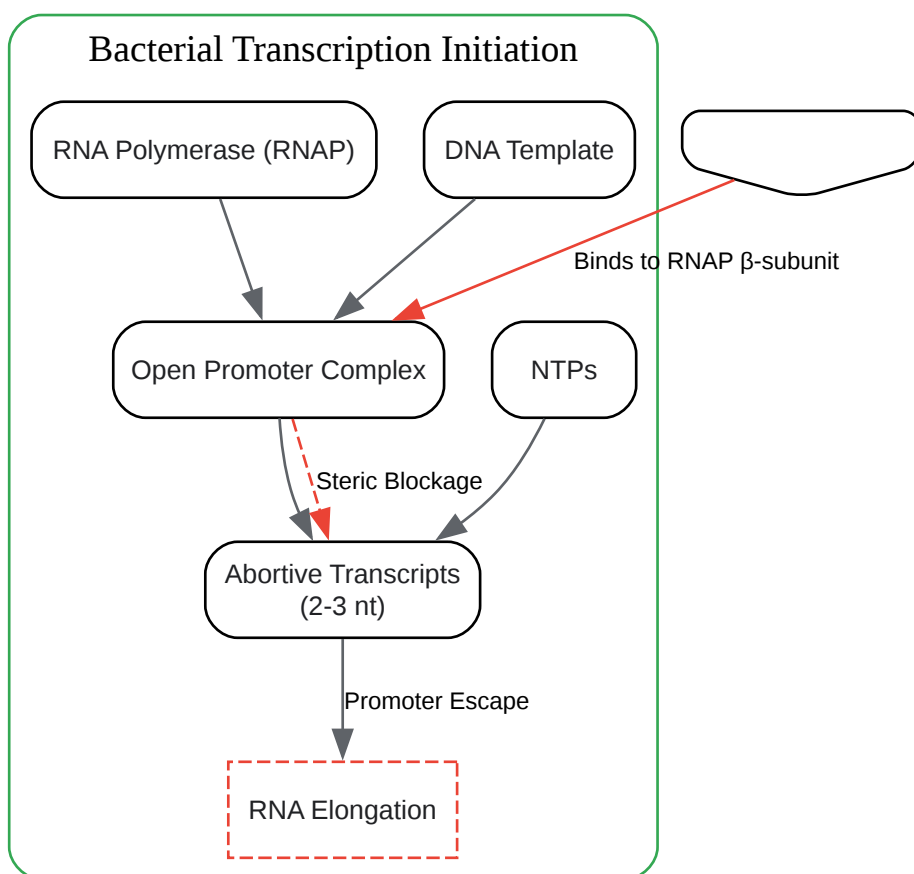 Bacterial Transcription Initiation
RNA Polymerase (RNAP)
DNA Template
Binds to RNAP β-subunit
Open Promoter Complex
NTPs
Steric Blockage
Abortive Transcripts
(2-3 nt)
Promoter Escape
RNA Elongation